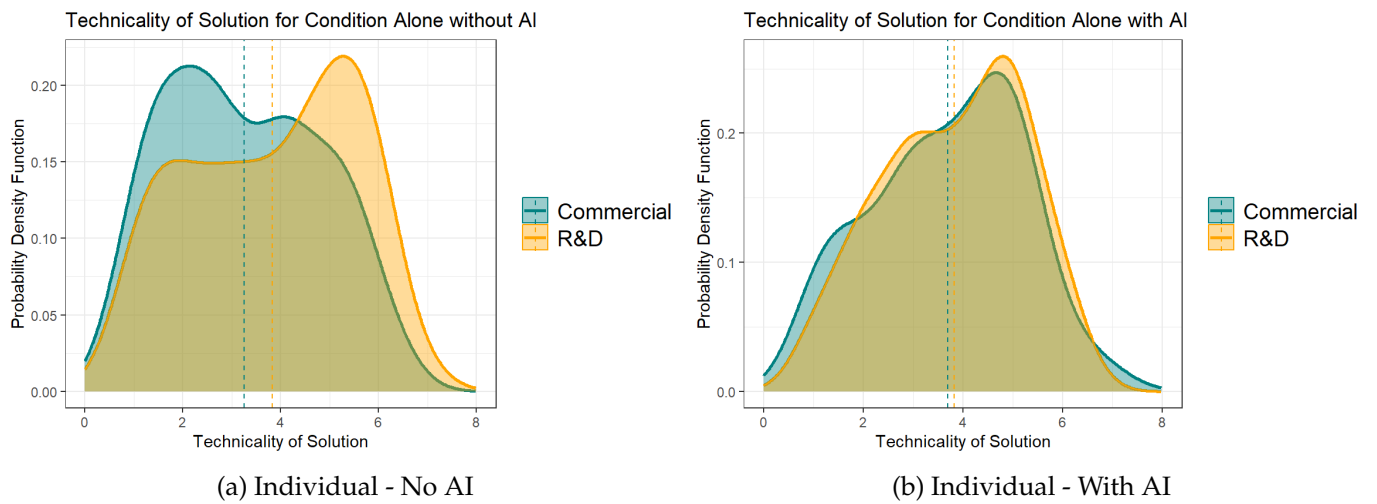 Technicality of Solution for Condition Alone without AI
Probability Density Function
0.20
0.15
0.10
0.05
0.00
0 2 4 6 8
Technicality of Solution
Commercial
R&D
(a) Individual - No AI
Technicality of Solution for Condition Alone with AI
Probability Density Function
0.2
0.1
0.0
0 2 4 6 8
Technicality of Solution
Commercial
R&D
(b) Individual - With AI